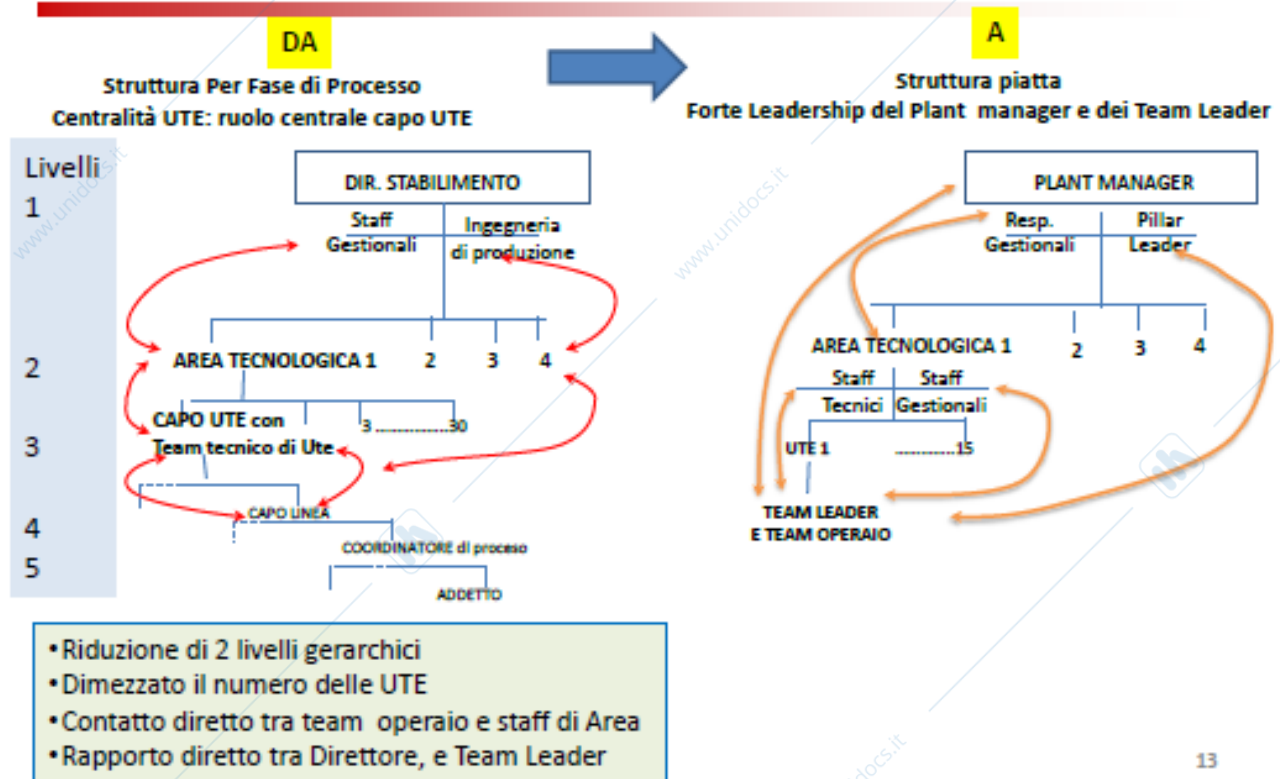 DA
A
Struttura Per Fase di Processo
Centralità UTE: ruolo centrale capo UTE
Struttura piatta
Forte Leadership del Plant manager e dei Team Leader
Livelli
1
2
3
4
5
DIR. STABILIMENTO
Staff
Gestionali
Ingegneria
di produzione
AREA TECNOLOGICA 1
2
3
4
CAPO UTE con
Team tecnico di Ute
3.................30
CAPO LINEA
COORDINATORE di proceso
ADDETTO
PLANT MANAGER
Resp.
Gestionali
Pillar
Leader
AREA TECNOLOGICA 1
2
3
4
Staff
Tecnici
Staff
Gestionali
UTE 1
.............15
TEAM LEADER
E TEAM OPERAIO
•Riduzione di 2 livelli gerarchici
•Dimezzato il numero delle UTE
•Contatto diretto tra team operaio e staff di Area
•Rapporto diretto tra Direttore, e Team Leader
13
www.unidocs.it
www.unidocs.it